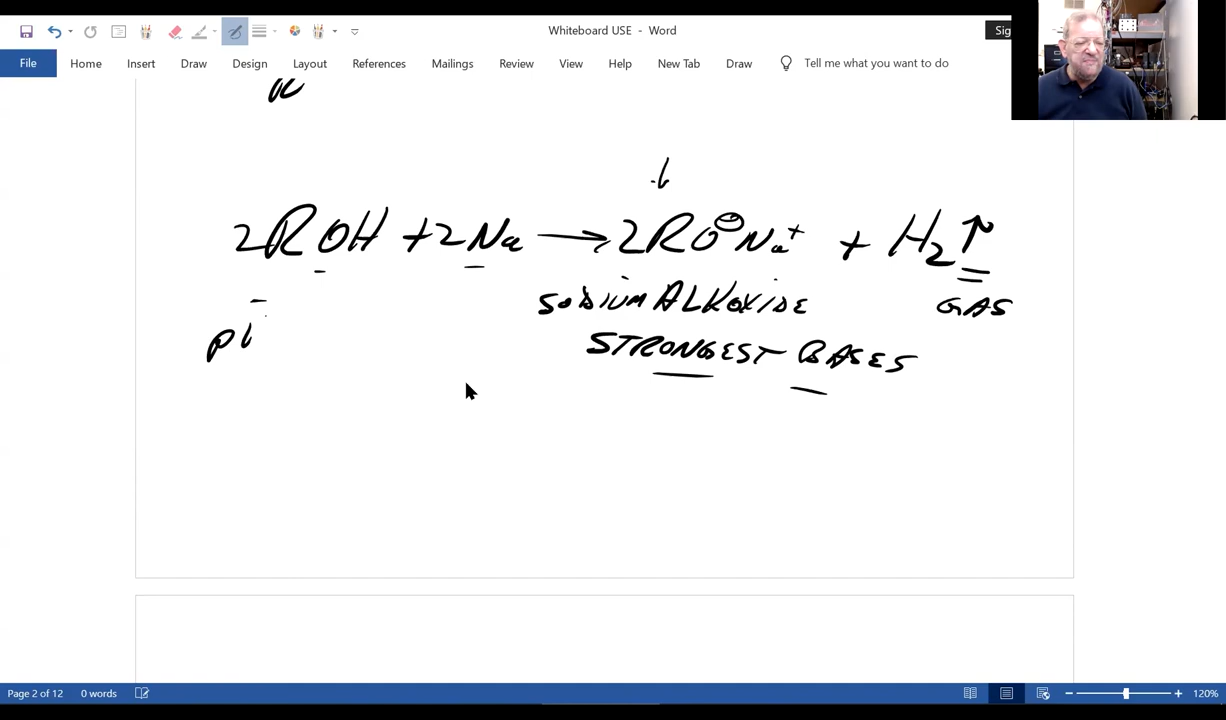 Whiteboard USE - Word
Sig
File Home Insert Draw Design Layout References Mailings Review View Help New Tab Draw Tell me what you want to do
2ROH + 2Na → 2RO⊖Na+ + H2↑
SODIUM ALKOXIDE GAS
STRONGEST BASES
Page 2 of 12 0 words 120%